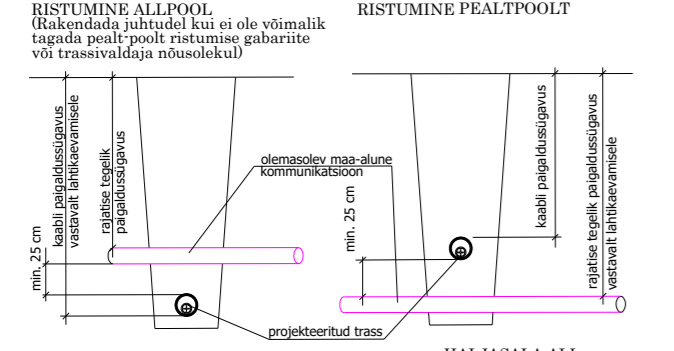 RISTUMINE ALLPOOL
(Rakendada juhtudel kui ei ole võimalik
tagada pealt-poolt ristumise gabariite
või trassivaldaja nõusolekul)
RISTUMINE PEALTPOOLT
kaabli paigaldussügavus
vastavalt lahtikaevamisele
rajatise tegelik
paigaldussügavus
min. 25 cm
olemasolev maa-alune
kommunikatsioon
min. 25 cm
kaabli paigaldussügavus
rajatise tegelik paigaldussügavus
vastavalt lahtikaevamisele
projekteeritud trass